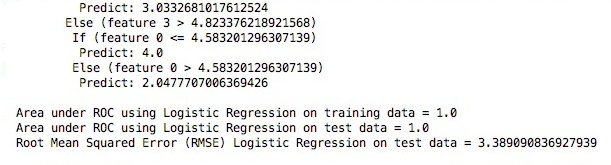 Predict: 3.0332681017612524
Else (feature 3 > 4.823376218921568)
If (feature 0 <= 4.583201296307139)
Predict: 4.0
Else (feature 0 > 4.583201296307139)
Predict: 2.0477707006369426
Area under ROC using Logistic Regression on training data = 1.0
Area under ROC using Logistic Regression on test data = 1.0
Root Mean Squared Error (RMSE) Logistic Regression on test data = 3.389090836927939